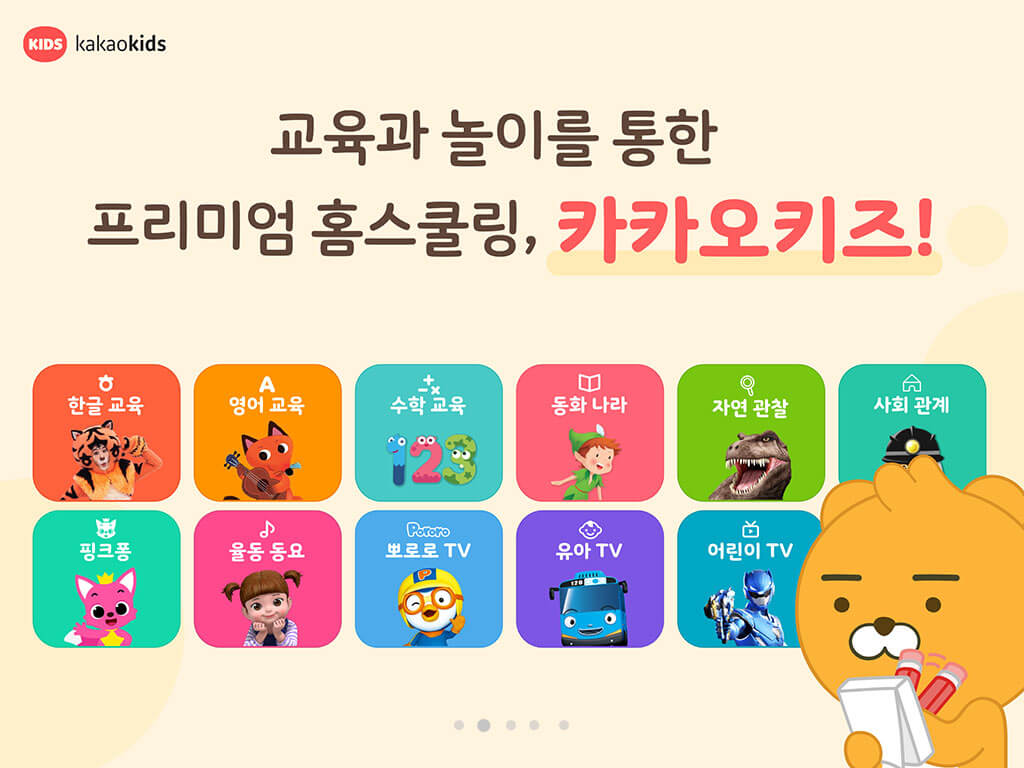 KIDS kakaokids
교육과 놀이를 통한
프리미엄 홈스쿨링, 카카오키즈!
한글 교육
영어 교육
수학 교육
동화 나라
자연 관찰
사회 관계
핑크퐁
율동 동요
Pororo
뽀로로 TV
유아 TV
어린이 TV
ㅎ
A
123
P
120